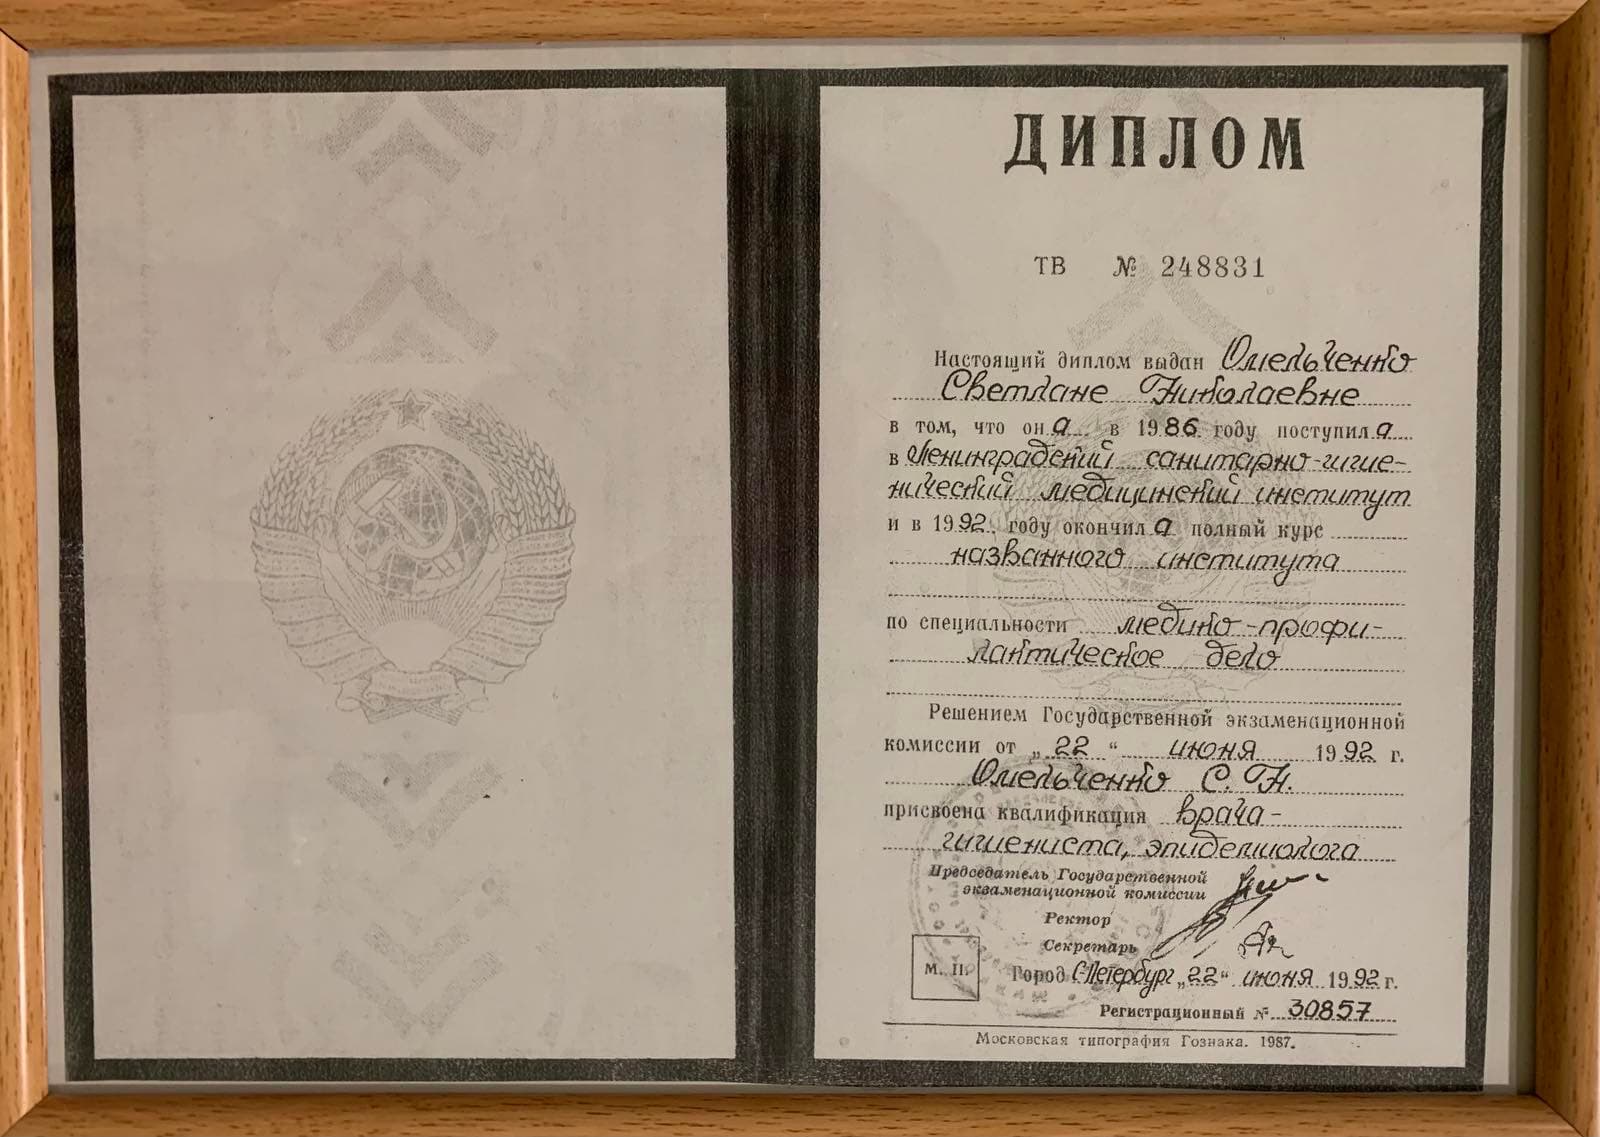 ДИПЛОМ
ТВ № 248831
Настоящий диплом выдан Омельченко
Светлане Николаевне
в том, что он а в 1986 году поступил а
в Ленинградский санитарно-гигие-
нический медицинский институт
и в 1992 году окончил а полный курс
названного института
по специальности медико-профи-
лактическое дело
Решением Государственной экзаменационной
комиссии от „22“ июня 1992 г.
Омельченко С. Н.
присвоена квалификация врача-
гигиениста, эпидемиолога
Председатель Государственной
экзаменационной комиссии
Ректор
Секретарь
М. П. Город С-Петербург „22“ июня 1992 г.
Регистрационный № 30857
Московская типография Гознака. 1987.